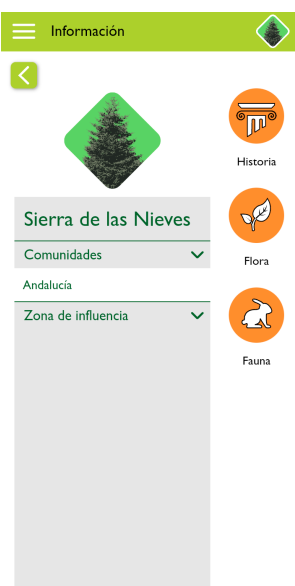 Información
Sierra de las Nieves
Comunidades
Andalucía
Zona de influencia
Historia
Flora
Fauna